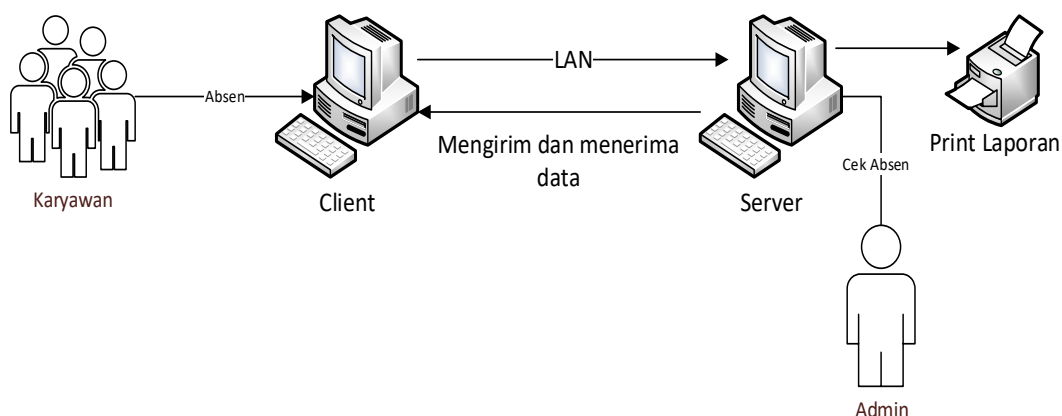 Absen
Karyawan
Client
LAN
Mengirim dan menerima
data
Server
Print Laporan
Cek Absen
Admin